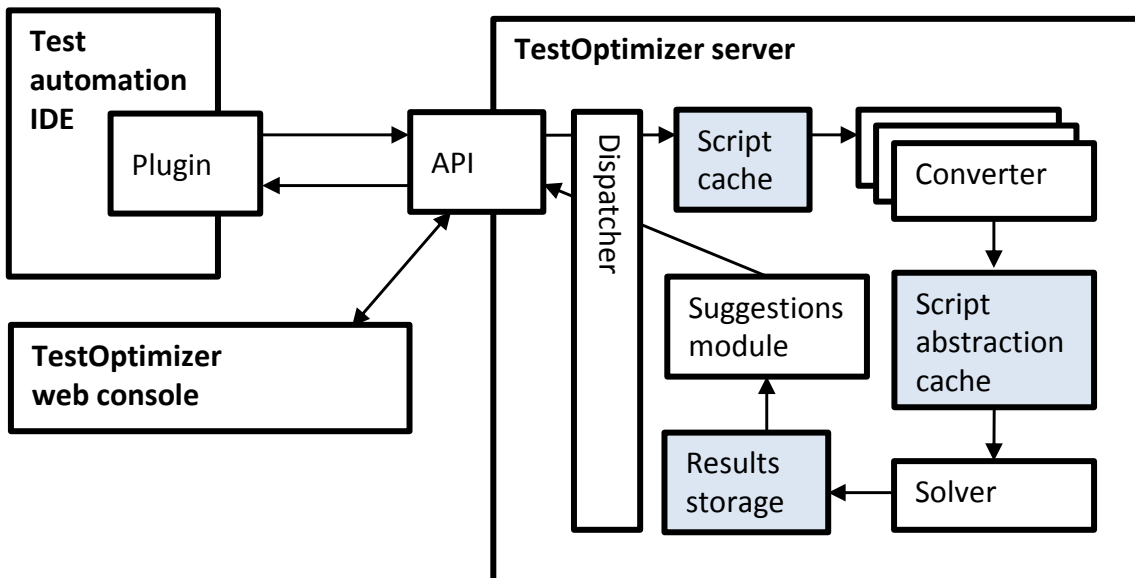 Test
automation
IDE
Plugin
API
TestOptimizer server
Dispatcher
Script
cache
Converter
Script
abstraction
cache
Suggestions
module
Results
storage
Solver
TestOptimizer
web console